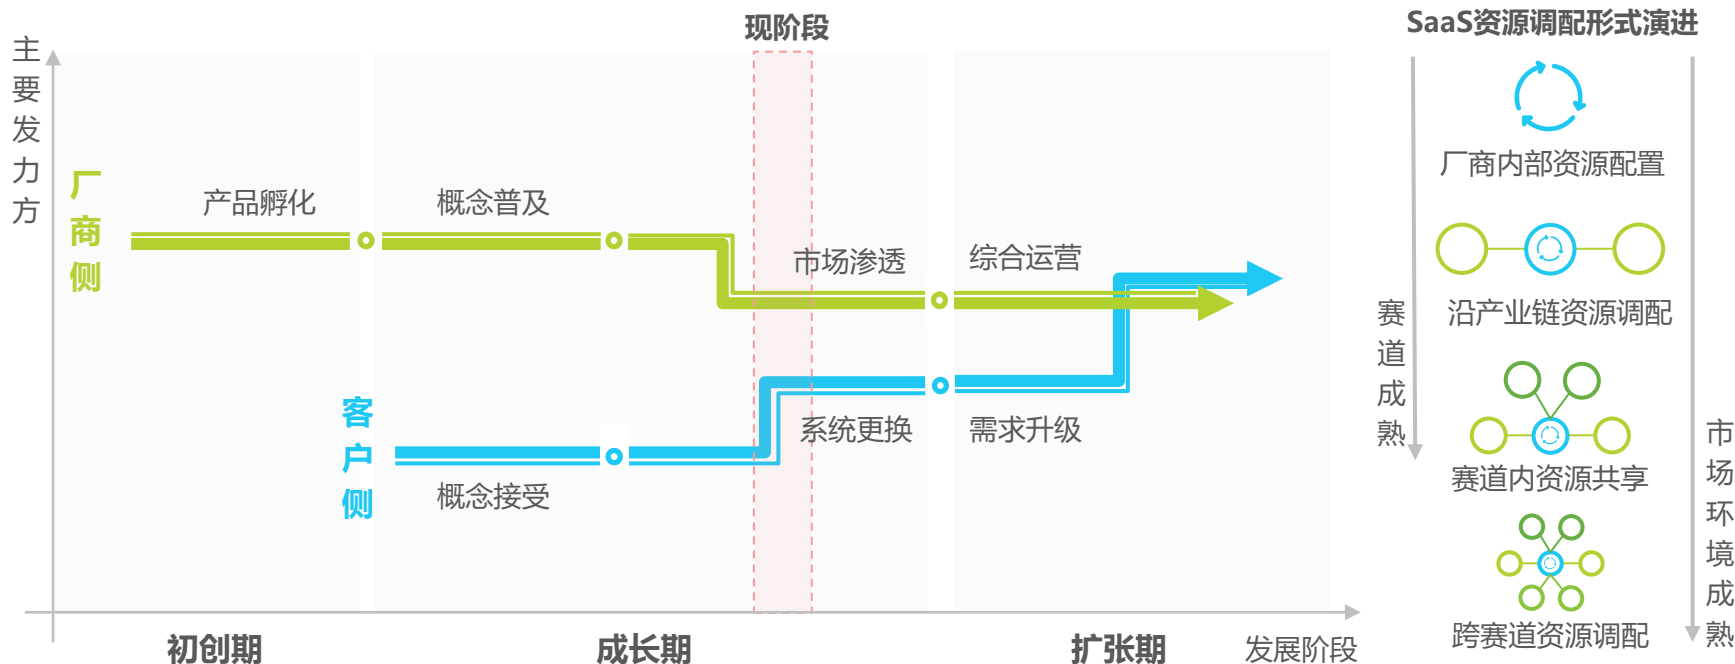 现阶段
主要发力方
厂商侧
产品孵化
概念普及
市场渗透
综合运营
客户侧
概念接受
系统更换
需求升级
初创期
成长期
扩张期
发展阶段
SaaS资源调配形式演进
厂商内部资源配置
沿产业链资源调配
赛道内资源共享
跨赛道资源调配
赛道成熟
市场环境成熟